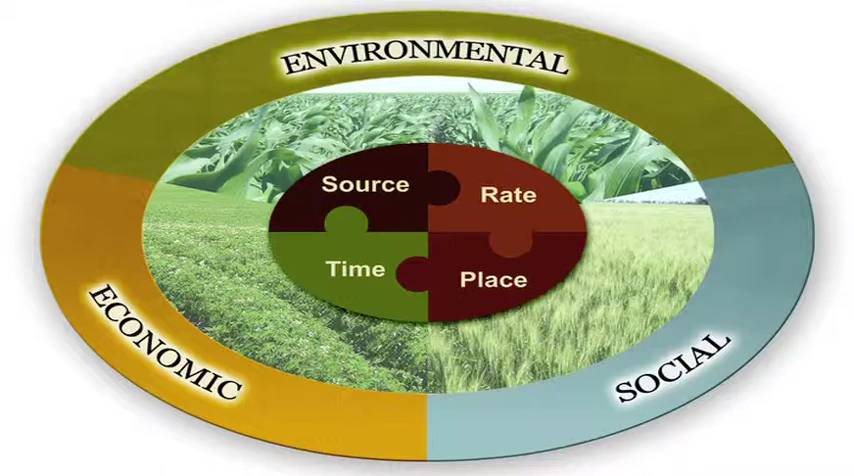 ENVIRONMENTAL
Source
Rate
Time
Place
ECONOMIC
SOCIAL